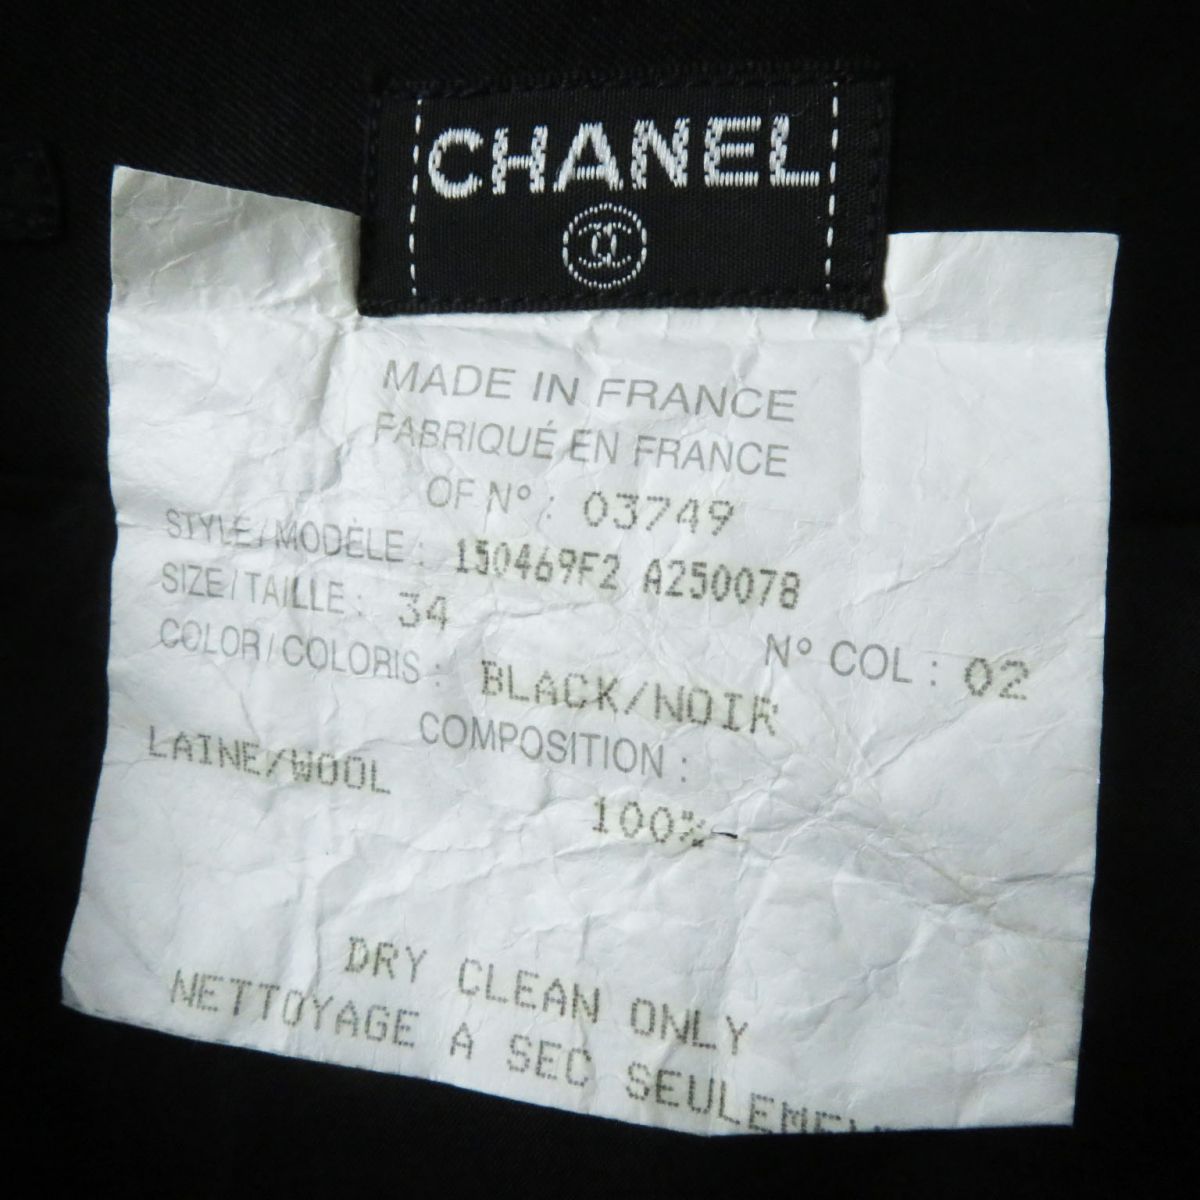 CHANEL
MADE IN FRANCE
FABRIQUÉ EN FRANCE
OF N° : 03749
STYLE/MODÈLE : 150469F2 A250078
SIZE/TAILLE : 34
N° COL : 02
COLOR/COLORIS : BLACK/NOIR
COMPOSITION :
LAINE/WOOL
100%
DRY CLEAN ONLY
NETTOYAGE A SEC